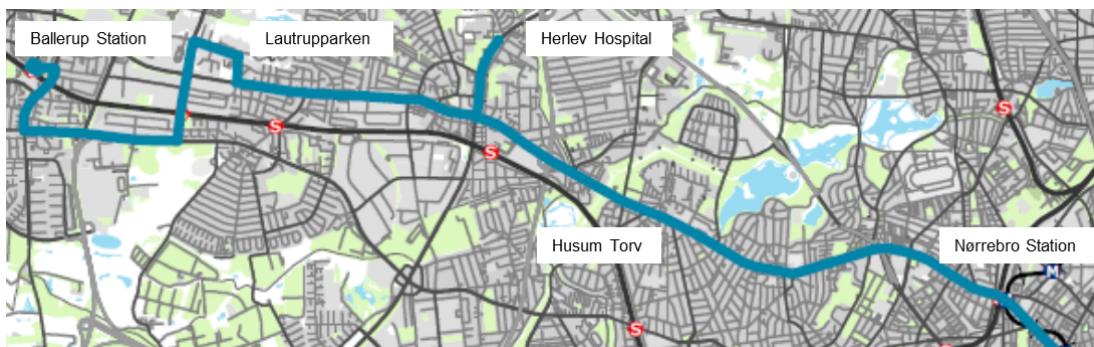 Ballerup Station
Lautrupparken
Herlev Hospital
S
S
S
S
Husum Torv
Nørrebro Station
M
S